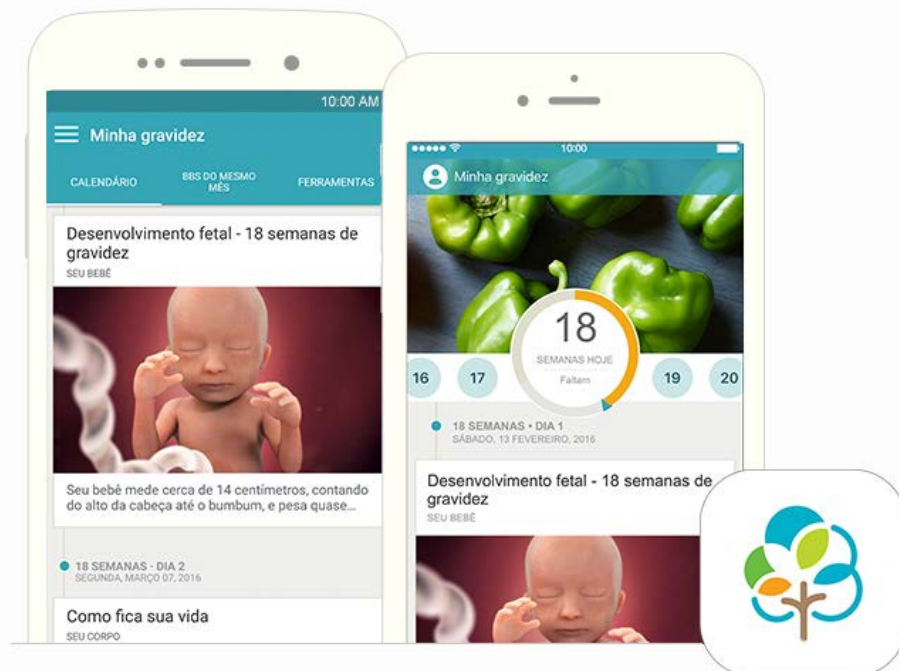 10:00 AM
Minha gravidez
CALENDÁRIO
BBS DO MESMO
MÊS
FERRAMENTAS
Desenvolvimento fetal - 18 semanas de
gravidez
SEU BEBÊ
Seu bebê mede cerca de 14 centímetros, contando
do alto da cabeça até o bumbum, e pesa quase...
18 SEMANAS · DIA 2
SEGUNDA, MARÇO 07, 2016
Como fica sua vida
SEU CORPO
10:00
Minha gravidez
18
SEMANAS HOJE
Faltam
16
17
19
20
18 SEMANAS • DIA 1
SÁBADO, 13 FEVEREIRO, 2016
Desenvolvimento fetal - 18 semanas de
gravidez
SEU BEBÊ